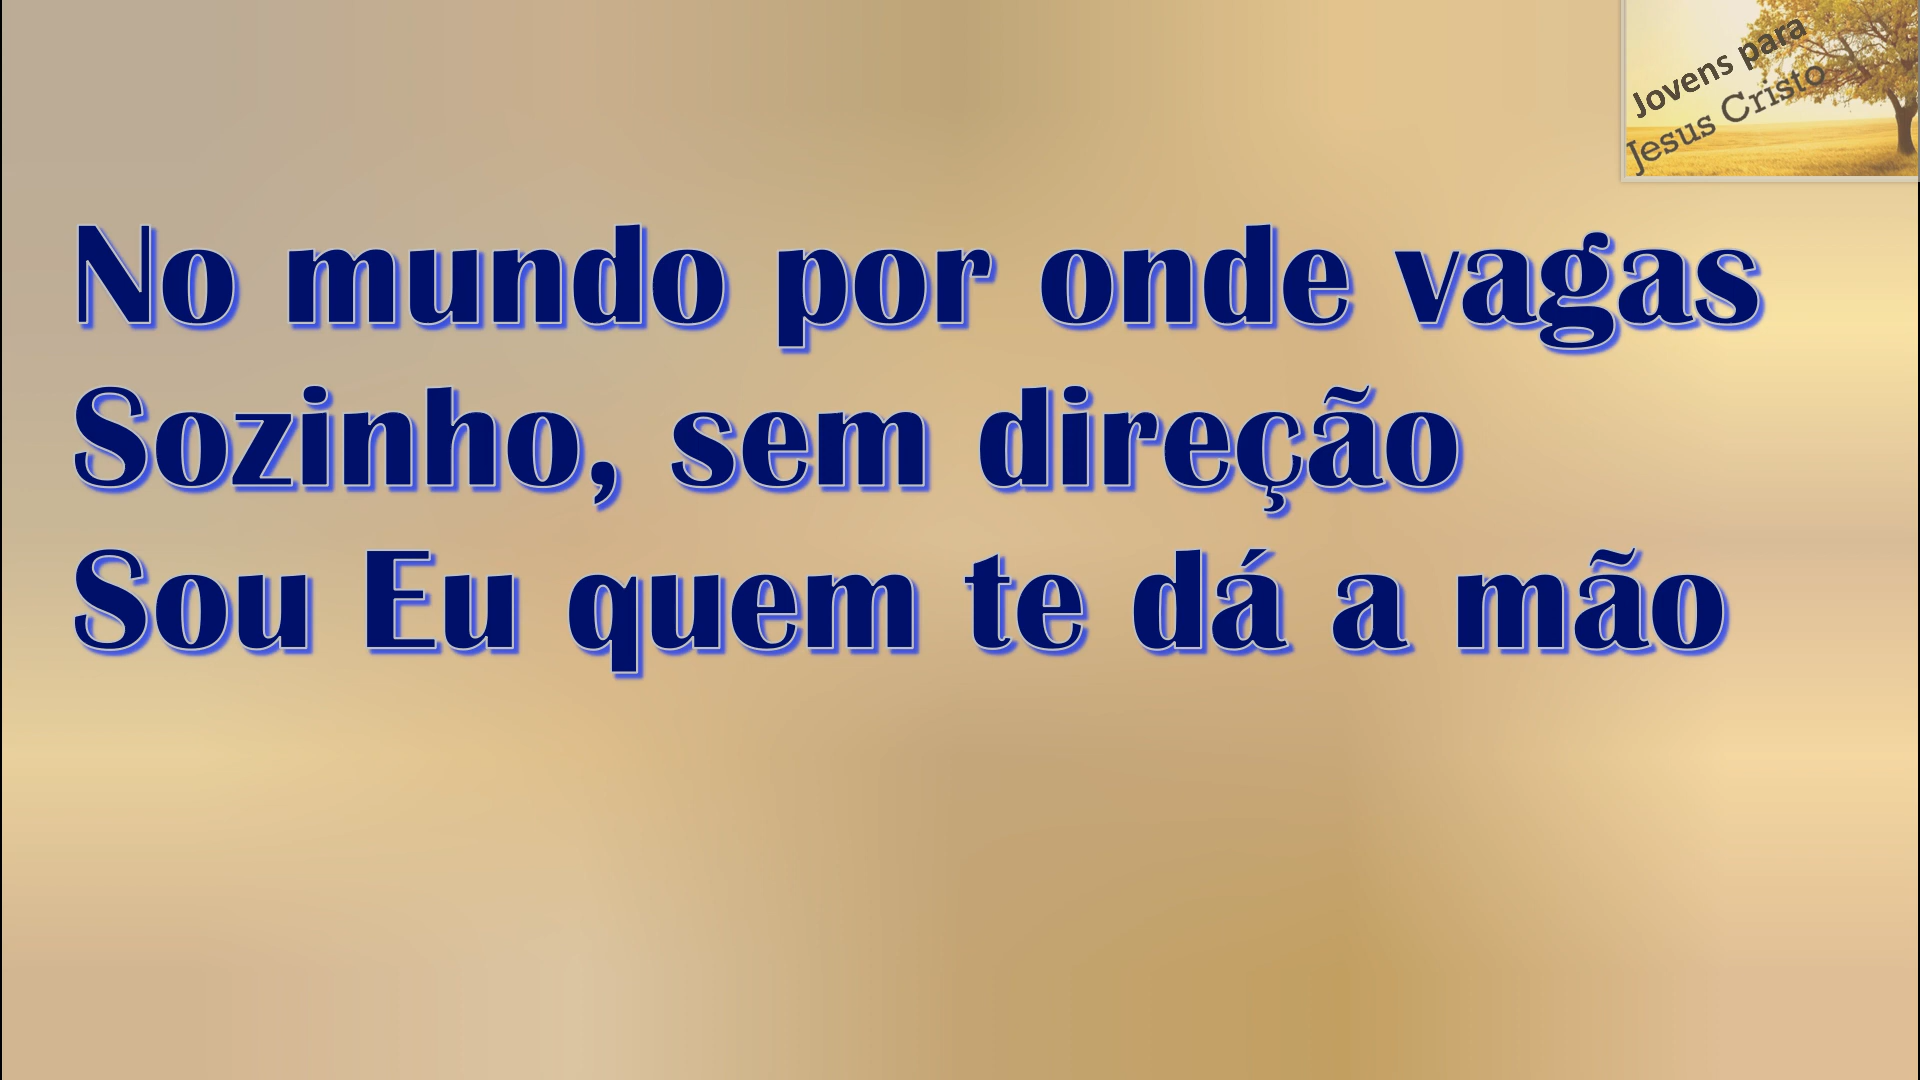 Jovens para
Jesus Cristo
No mundo por onde vagas
Sozinho, sem direção
Sou Eu quem te dá a mão